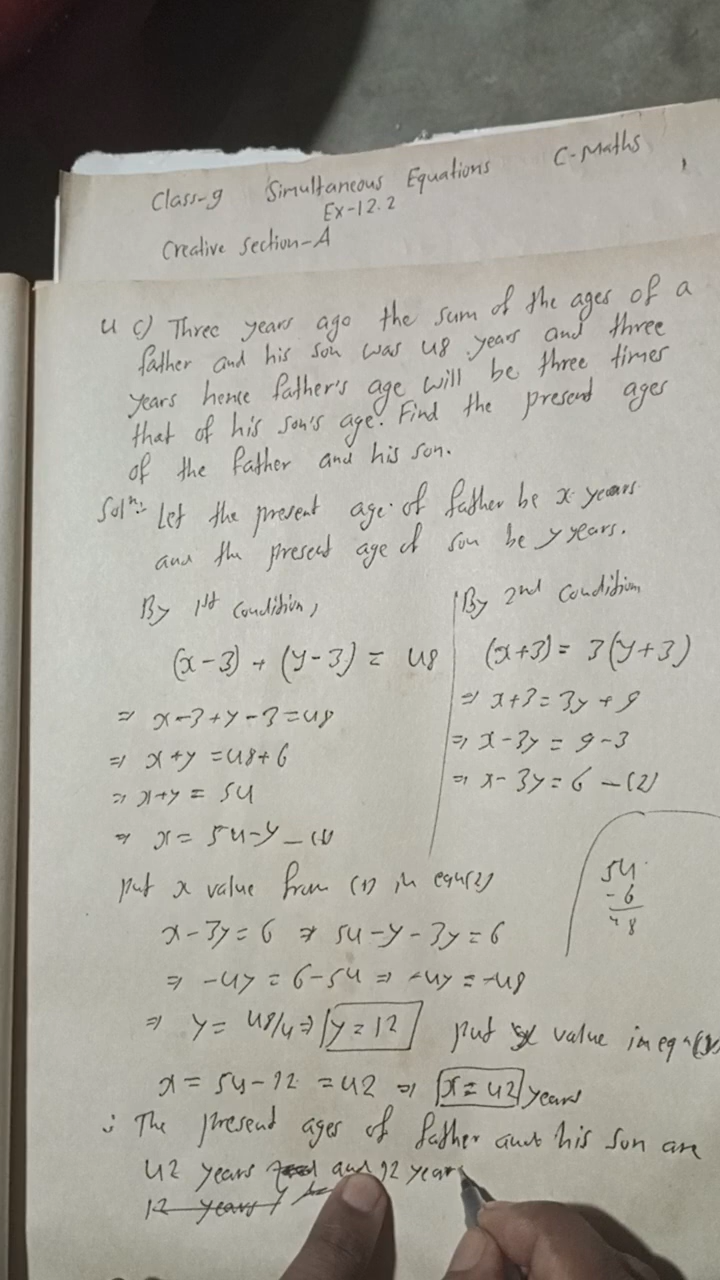 Class-9 Simultaneous Equations C-Maths
Ex-12.2
Creative Section-A
4 c) Three years ago the sum of the ages of a
father and his son was 48 years and three
years hence father's age will be three times
that of his son's age. Find the present ages
of the father and his son.
Solⁿ:- Let the present age of father be x years
and the present age of son be y years.
By 1st condition,
(x-3) + (y-3) = 48
⇒ x-3+y-3=48
⇒ x+y=48+6
⇒ x+y = 54
⇒ x = 54-y -(1)
By 2nd condition
(x+3) = 3(y+3)
⇒ x+3=3y+9
⇒ x-3y = 9-3
⇒ x-3y=6 -(2)
54
-6
48
put x value from (1) in eqn(2)
x-3y=6 ⇒ 54-y-3y=6
⇒ -4y=6-54 ⇒ -4y=-48
⇒ y= 48/4 ⇒ y=12 put y value in eqn(1)
x = 54-12 = 42 ⇒ x=42 years
∴ The present ages of father and his son are
42 years and 12 years
12 years